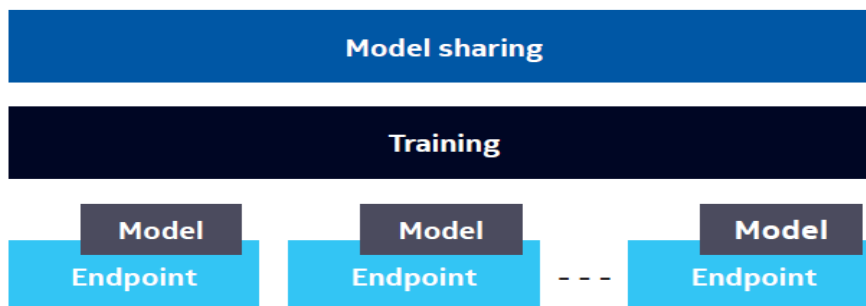 Model sharing
Training
Model Model Model
Endpoint Endpoint - - - Endpoint